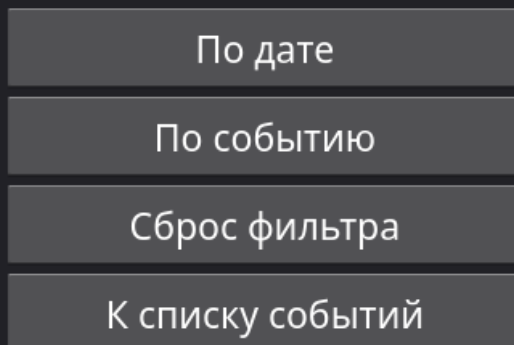 По дате
По событию
Сброс фильтра
К списку событий